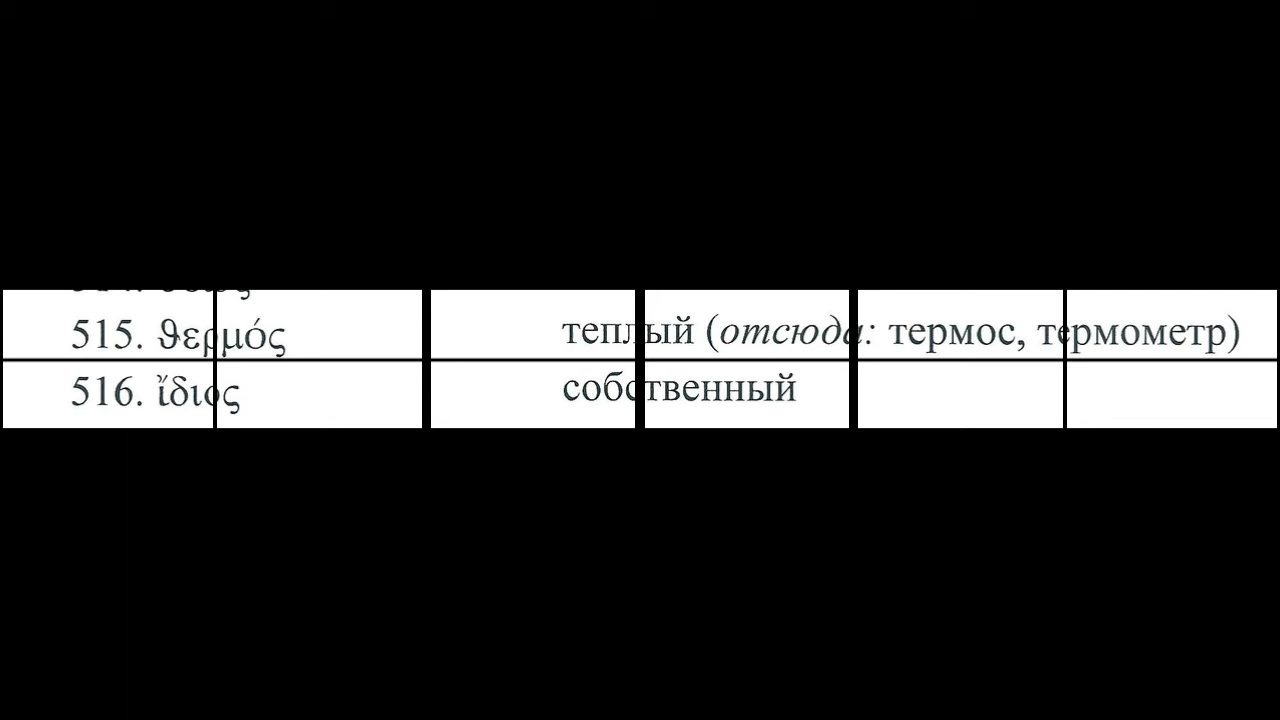 515. ϑερμός теплый (отсюда: термос, термометр)
516. ἴδιος собственный